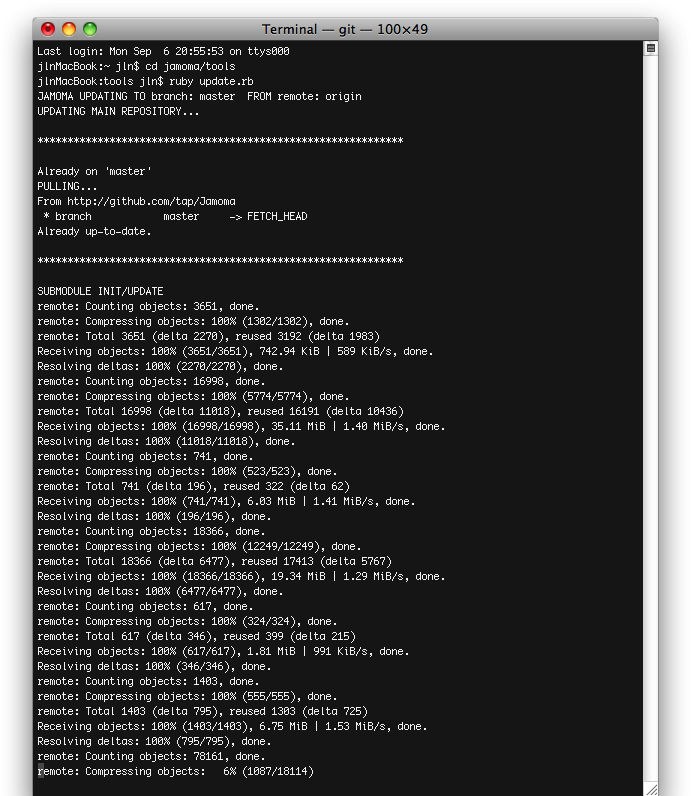 Terminal — git — 100×49
Last login: Mon Sep  6 20:55:53 on ttys000
jlnMacBook:~ jln$ cd jamoma/tools
jlnMacBook:tools jln$ ruby update.rb
JAMOMA UPDATING TO branch: master  FROM remote: origin
UPDATING MAIN REPOSITORY...
*************************************************************
Already on 'master'
PULLING...
From http://github.com/tap/Jamoma
 * branch            master     -> FETCH_HEAD
Already up-to-date.
*************************************************************
SUBMODULE INIT/UPDATE
remote: Counting objects: 3651, done.
remote: Compressing objects: 100% (1302/1302), done.
remote: Total 3651 (delta 2270), reused 3192 (delta 1983)
Receiving objects: 100% (3651/3651), 742.94 KiB | 589 KiB/s, done.
Resolving deltas: 100% (2270/2270), done.
remote: Counting objects: 16998, done.
remote: Compressing objects: 100% (5774/5774), done.
remote: Total 16998 (delta 11018), reused 16191 (delta 10436)
Receiving objects: 100% (16998/16998), 35.11 MiB | 1.40 MiB/s, done.
Resolving deltas: 100% (11018/11018), done.
remote: Counting objects: 741, done.
remote: Compressing objects: 100% (523/523), done.
remote: Total 741 (delta 196), reused 322 (delta 62)
Receiving objects: 100% (741/741), 6.03 MiB | 1.41 MiB/s, done.
Resolving deltas: 100% (196/196), done.
remote: Counting objects: 18366, done.
remote: Compressing objects: 100% (12249/12249), done.
remote: Total 18366 (delta 6477), reused 17413 (delta 5767)
Receiving objects: 100% (18366/18366), 19.34 MiB | 1.29 MiB/s, done.
Resolving deltas: 100% (6477/6477), done.
remote: Counting objects: 617, done.
remote: Compressing objects: 100% (324/324), done.
remote: Total 617 (delta 346), reused 399 (delta 215)
Receiving objects: 100% (617/617), 1.81 MiB | 991 KiB/s, done.
Resolving deltas: 100% (346/346), done.
remote: Counting objects: 1403, done.
remote: Compressing objects: 100% (555/555), done.
remote: Total 1403 (delta 795), reused 1303 (delta 725)
Receiving objects: 100% (1403/1403), 6.75 MiB | 1.53 MiB/s, done.
Resolving deltas: 100% (795/795), done.
remote: Counting objects: 78161, done.
remote: Compressing objects:   6% (1087/18114)